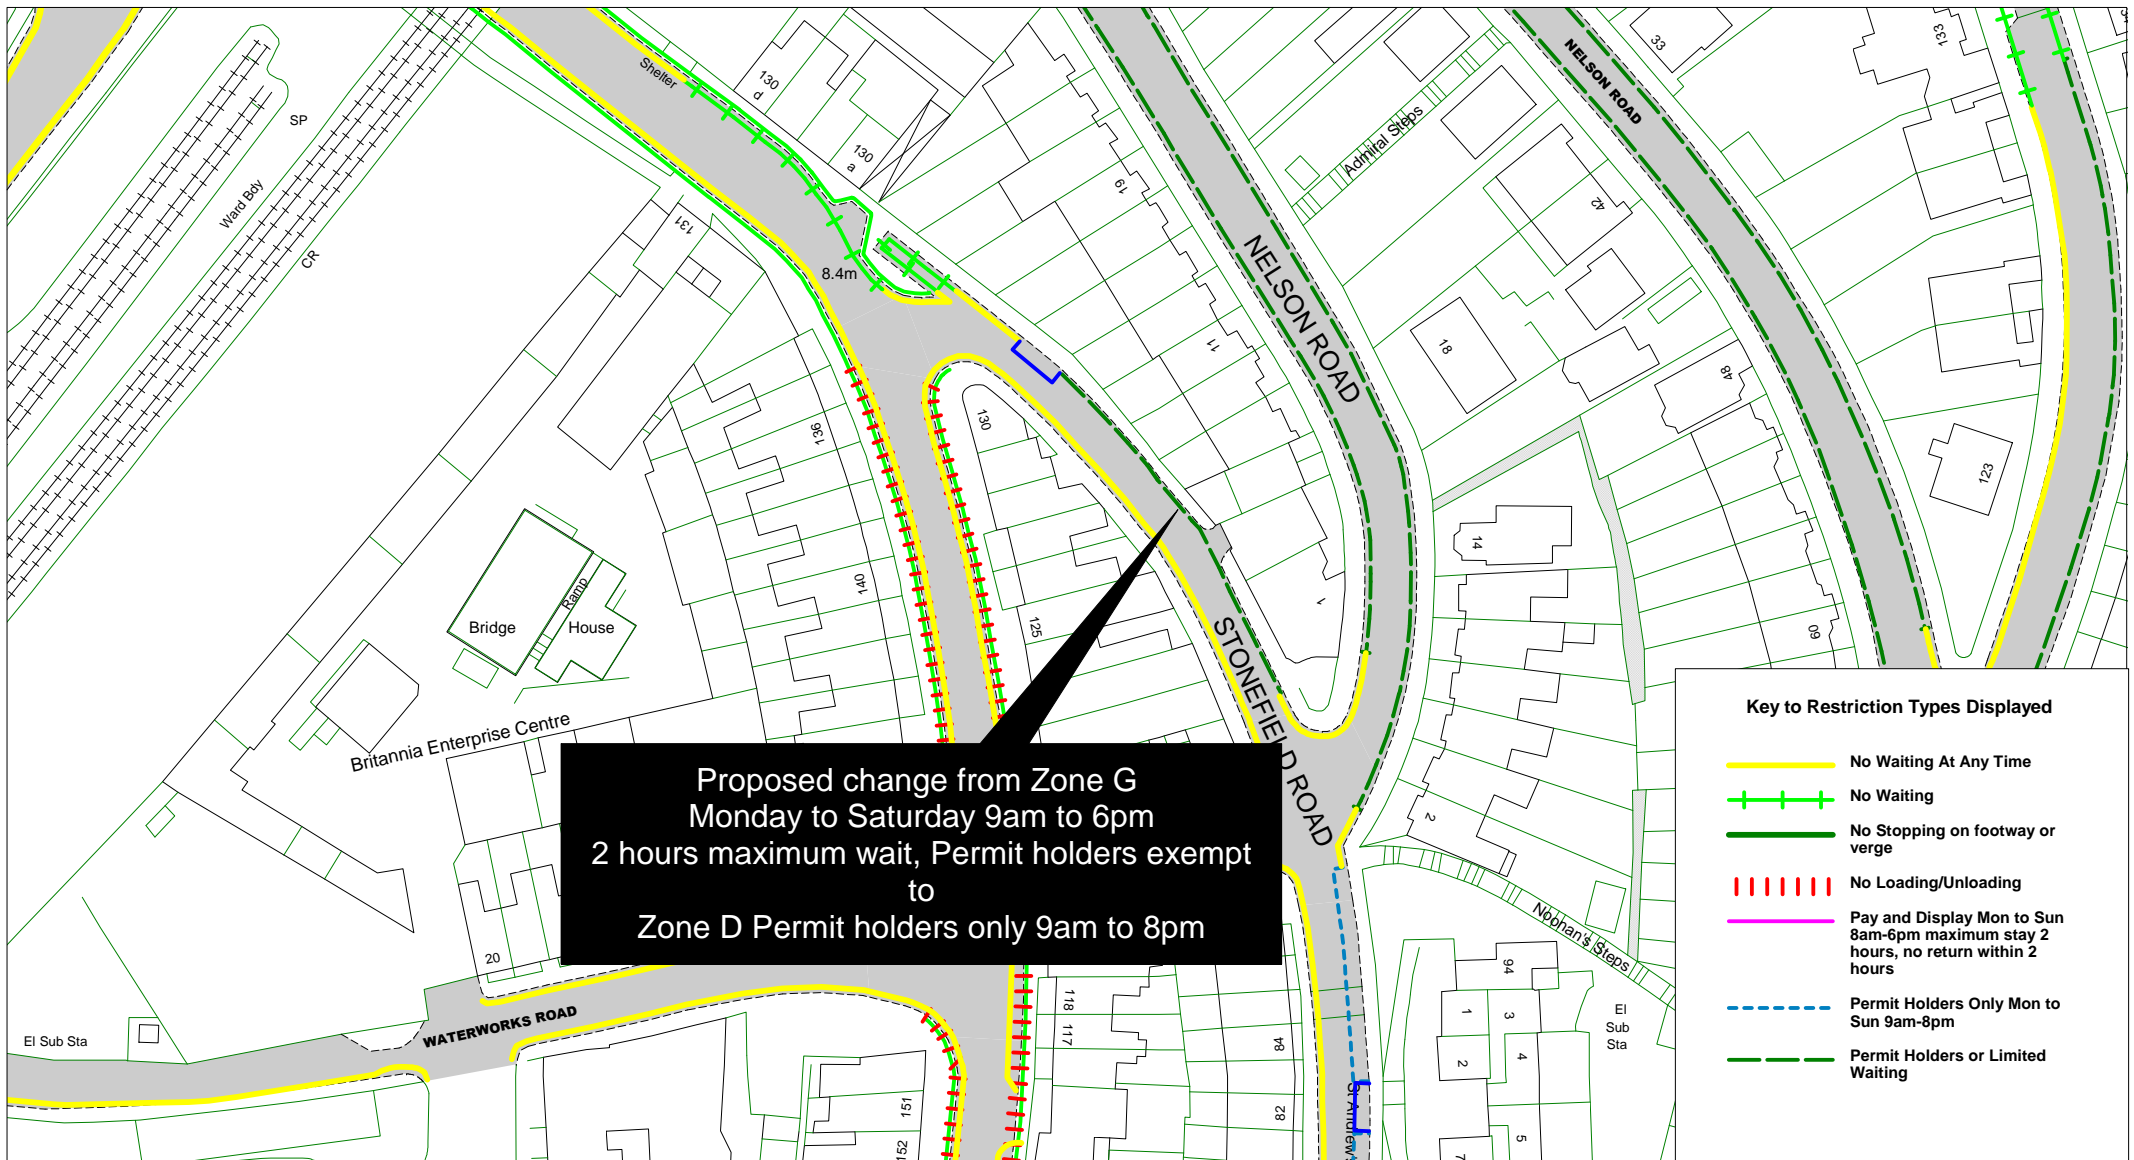 Shelter
130
d
130
a
SP
Ward Bdy
CR
131
8.4m
19
11
Admiral Steps
NELSON ROAD
NELSON ROAD
33
42
18
48
133
123
136
130
140
125
1
14
60
Bridge
Ramp
House
Britannia Enterprise Centre
STONEFIELD ROAD
Proposed change from Zone G
Monday to Saturday 9am to 6pm
2 hours maximum wait, Permit holders exempt
to
Zone D Permit holders only 9am to 8pm
2
Noonan's Steps
20
WATERWORKS ROAD
El Sub Sta
118
117
151
152
84
82
94
1
3
2
4
5
7
El
Sub
Sta
St Andrew
Key to Restriction Types Displayed
No Waiting At Any Time
No Waiting
No Stopping on footway or
verge
No Loading/Unloading
Pay and Display Mon to Sun
8am-6pm maximum stay 2
hours, no return within 2
hours
Permit Holders Only Mon to
Sun 9am-8pm
Permit Holders or Limited
Waiting